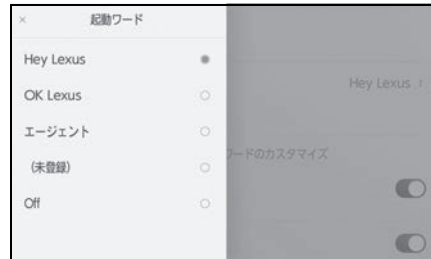 × 起動ワード
Hey Lexus
OK Lexus
エージェント
（未登録）
Off
Hey Lexus
ワードのカスタマイズ